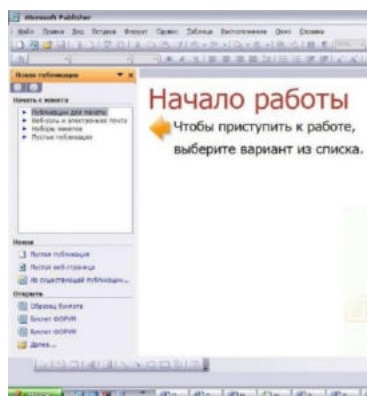 Microsoft Publisher
Файл Правка Вид Вставка Формат Сервис Таблица Расположение Окно Справка
Новая публикация
Начать с макета
Публикации для печати
Веб-узлы и электронная почта
Наборы макетов
Пустые публикации
Начало работы
Чтобы приступить к работе,
выберите вариант из списка.
Новая
Пустая публикация
Пустая веб-страница
Из существующей публикации...
Открыть
Образец буклета
Буклет ФОРУМ
Буклет ФОРУМ
Далее...